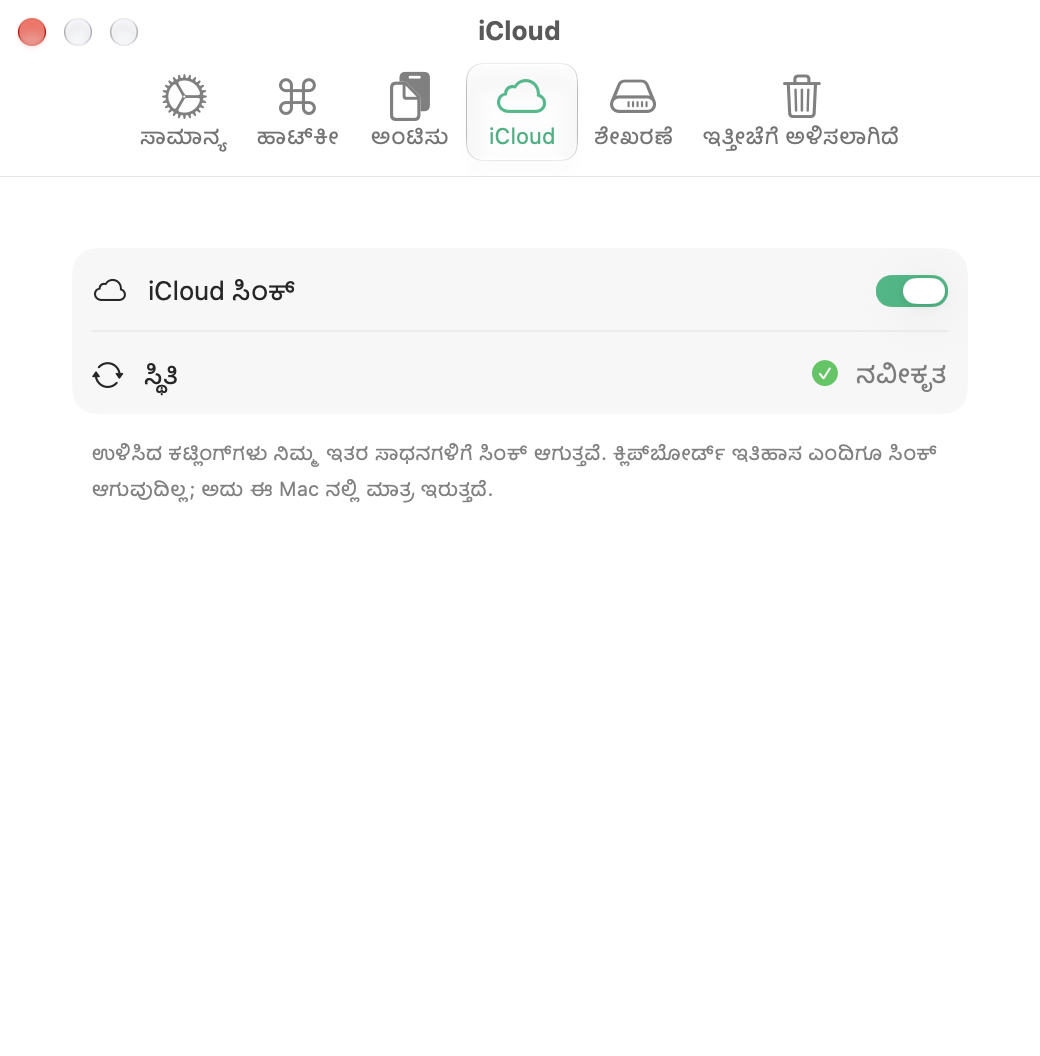 iCloud
ಸಾಮಾನ್ಯ
ಹಾಟ್‌ಕೀ
ಅಂಟಿಸು
iCloud
ಶೇಖರಣೆ
ಇತ್ತೀಚೆಗೆ ಅಳಿಸಲಾಗಿದೆ
iCloud ಸಿಂಕ್
ಸ್ಥಿತಿ
ನವೀಕೃತ
ಉಳಿಸಿದ ಕಟ್ಲಿಂಗ್‌ಗಳು ನಿಮ್ಮ ಇತರ ಸಾಧನಗಳಿಗೆ ಸಿಂಕ್ ಆಗುತ್ತವೆ. ಕ್ಲಿಪ್‌ಬೋರ್ಡ್ ಇತಿಹಾಸ ಎಂದಿಗೂ ಸಿಂಕ್
ಆಗುವುದಿಲ್ಲ; ಅದು ಈ Mac ನಲ್ಲಿ ಮಾತ್ರ ಇರುತ್ತದೆ.